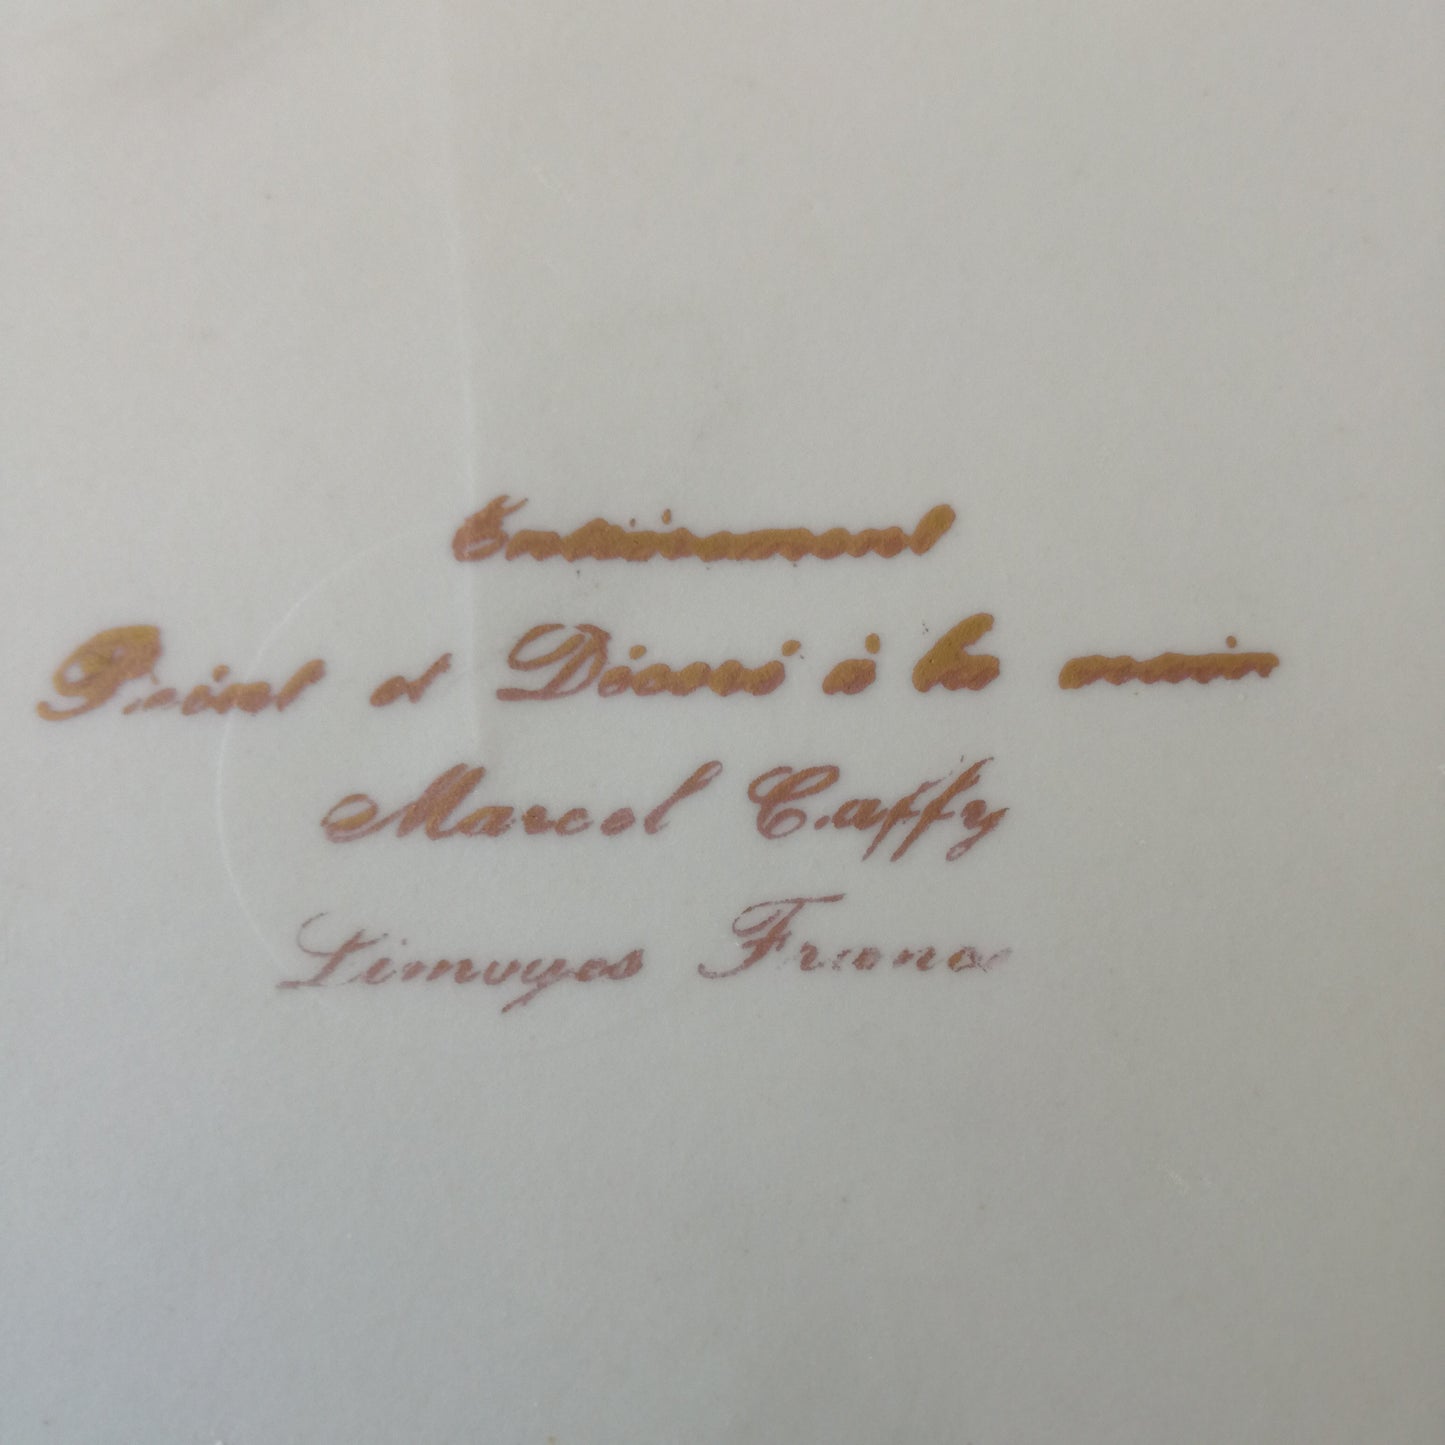 Entièrement
Peint et Décoré à la main
Marcel Caffy
Limoges France